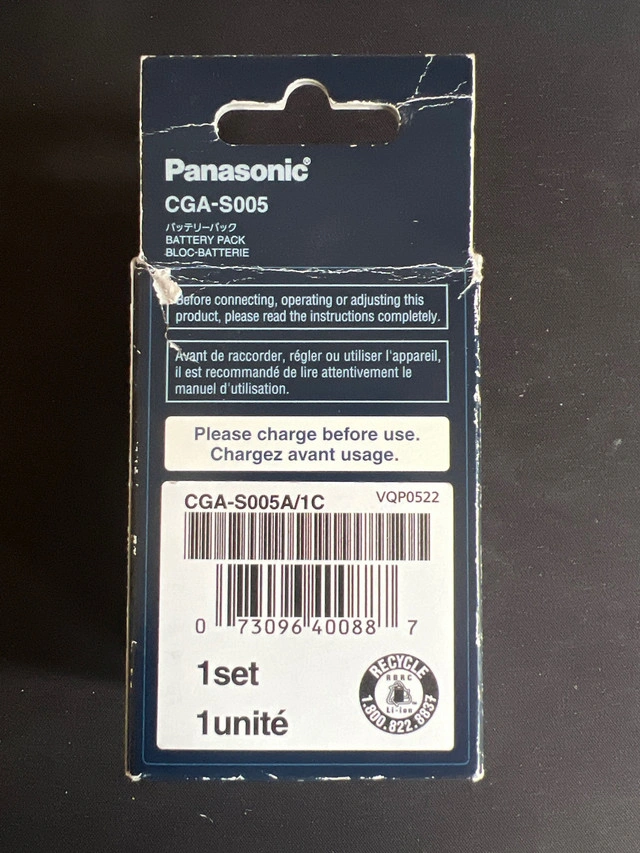 Panasonic®
CGA-S005
バッテリーパック
BATTERY PACK
BLOC-BATTERIE
Before connecting, operating or adjusting this
product, please read the instructions completely.
Avant de raccorder, régler ou utiliser l'appareil,
il est recommandé de lire attentivement le
manuel d'utilisation.
Please charge before use.
Chargez avant usage.
CGA-S005A/1C VQP0522
0 73096 40088 7
1set
1unité
RECYCLE
RBRC
Li-ion
1.800.822.8837